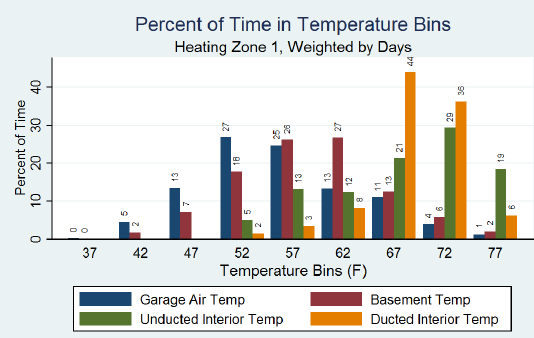 Percent of Time in Temperature Bins
Heating Zone 1, Weighted by Days
Percent of Time
0 10 20 30 40
0 0
5 2
13 7
27 18 5 2
25 26 13 3
13 27 12 8
11 13 21 44
4 6 29 36
1 2 19 6
37 42 47 52 57 62 67 72 77
Temperature Bins (F)
Garage Air Temp Basement Temp
Unducted Interior Temp Ducted Interior Temp